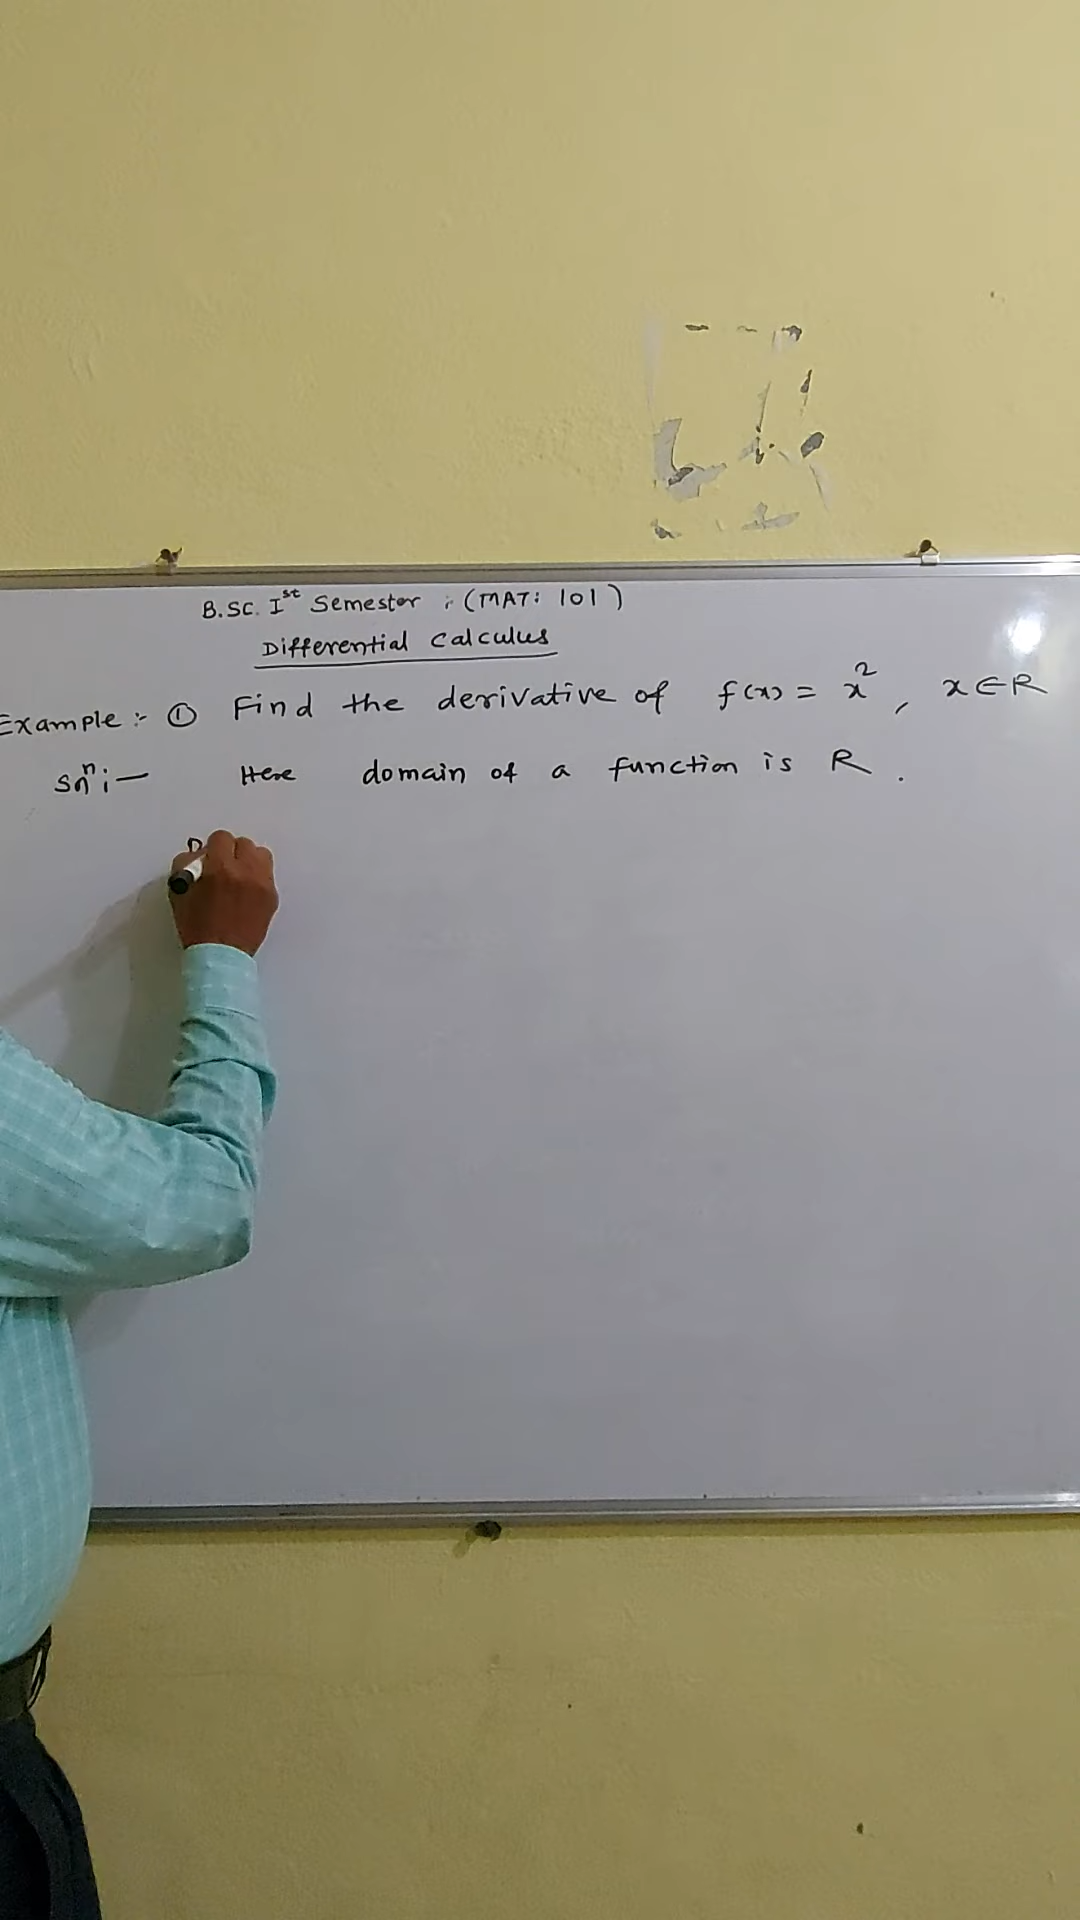 B.SC. Ist Semester :- (MAT: 101)
Differential Calculus
Example :- ① Find the derivative of f(x) = x², x∈R
Soln :- Here domain of a function is R.